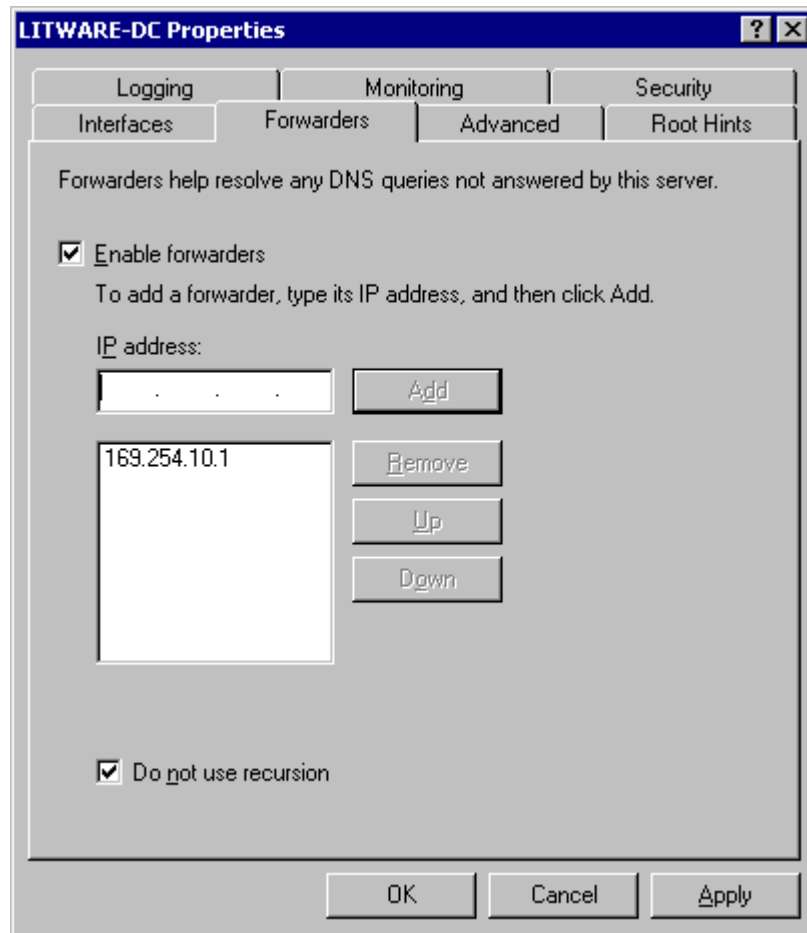 LITWARE-DC Properties
Logging Monitoring Security
Interfaces Forwarders Advanced Root Hints
Forwarders help resolve any DNS queries not answered by this server.
Enable forwarders
To add a forwarder, type its IP address, and then click Add.
IP address:
. . . Add
169.254.10.1 Remove
Up
Down
Do not use recursion
OK Cancel Apply